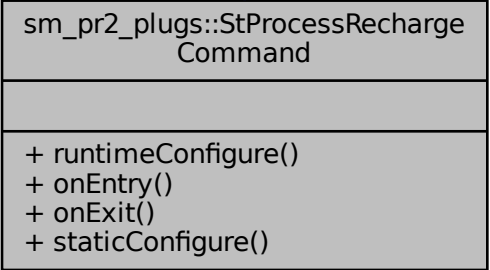 sm_pr2_plugs::StProcessRecharge
Command
+ runtimeConfigure()
+ onEntry()
+ onExit()
+ staticConfigure()